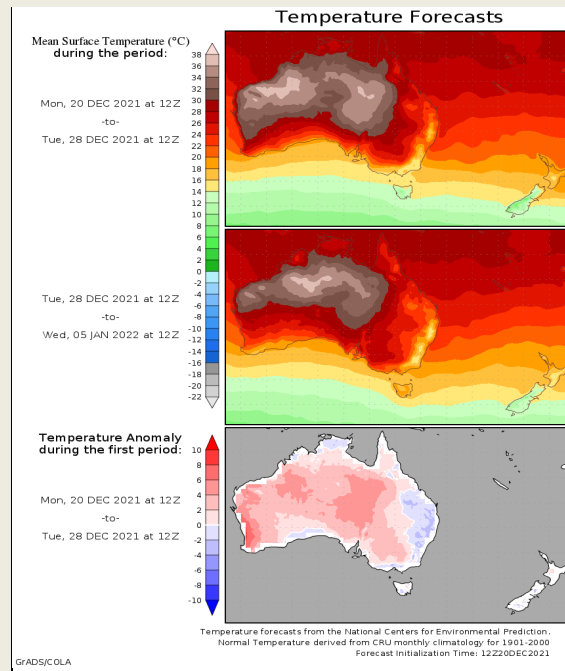 Temperature Forecasts
Mean Surface Temperature (°C)
during the period:
Mon, 20 DEC 2021 at 12Z
-to-
Tue, 28 DEC 2021 at 12Z
38
36
34
32
30
28
26
24
22
20
18
16
14
12
10
8
6
4
2
0
-2
-4
-6
-8
-10
-12
-14
-16
-18
-20
-22
Tue, 28 DEC 2021 at 12Z
-to-
Wed, 05 JAN 2022 at 12Z
Temperature Anomaly
during the first period:
Mon, 20 DEC 2021 at 12Z
-to-
Tue, 28 DEC 2021 at 12Z
10
8
6
4
2
0
-2
-4
-6
-8
-10
Temperature forecasts from the National Centers for Environmental Prediction.
Normal Temperature derived from CRU monthly climatology for 1901-2000
Forecast Initialization Time: 12Z20DEC2021
GrADS/COLA